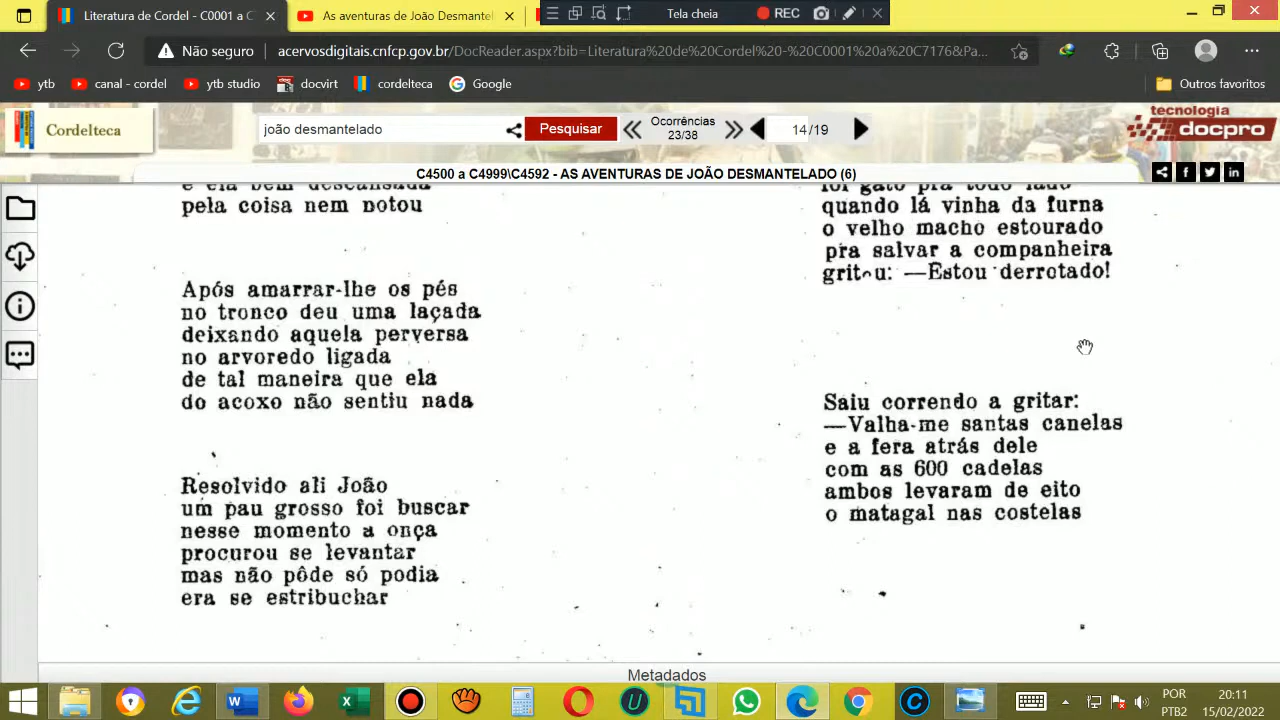 Literatura de Cordel - C0001 a C
As aventuras de João Desmantel
Tela cheia
REC
Não seguro
acervosdigitais.cnfcp.gov.br/DocReader.aspx?bib=Literatura%20de%20Cordel%20-%20C0001%20a%20C7176&Pa...
ytb
canal - cordel
ytb studio
docvirt
cordelteca
Google
Outros favoritos
Cordelteca
joão desmantelado
Pesquisar
Ocorrências
23/38
14/19
tecnologia
docpro
C4500 a C4999\C4592 - AS AVENTURAS DE JOÃO DESMANTELADO (6)
e ela bem descansada
pela coisa nem notou
Após amarrar-lhe os pés
no tronco deu uma laçada
deixando aquela perversa
no arvoredo ligada
de tal maneira que ela
do acoxo não sentiu nada
Resolvido ali João
um pau grosso foi buscar
nesse momento a onça
procurou se levantar
mas não pôde só podia
era se estribuchar
foi gato pra todo lado
quando lá vinha da furna
o velho macho estourado
pra salvar a companheira
gritou: —Estou derrotado!
Saiu correndo a gritar:
—Valha-me santas canelas
e a fera atrás dele
com as 600 cadelas
ambos levaram de eito
o matagal nas costelas
Metadados
POR
PTB2
20:11
15/02/2022